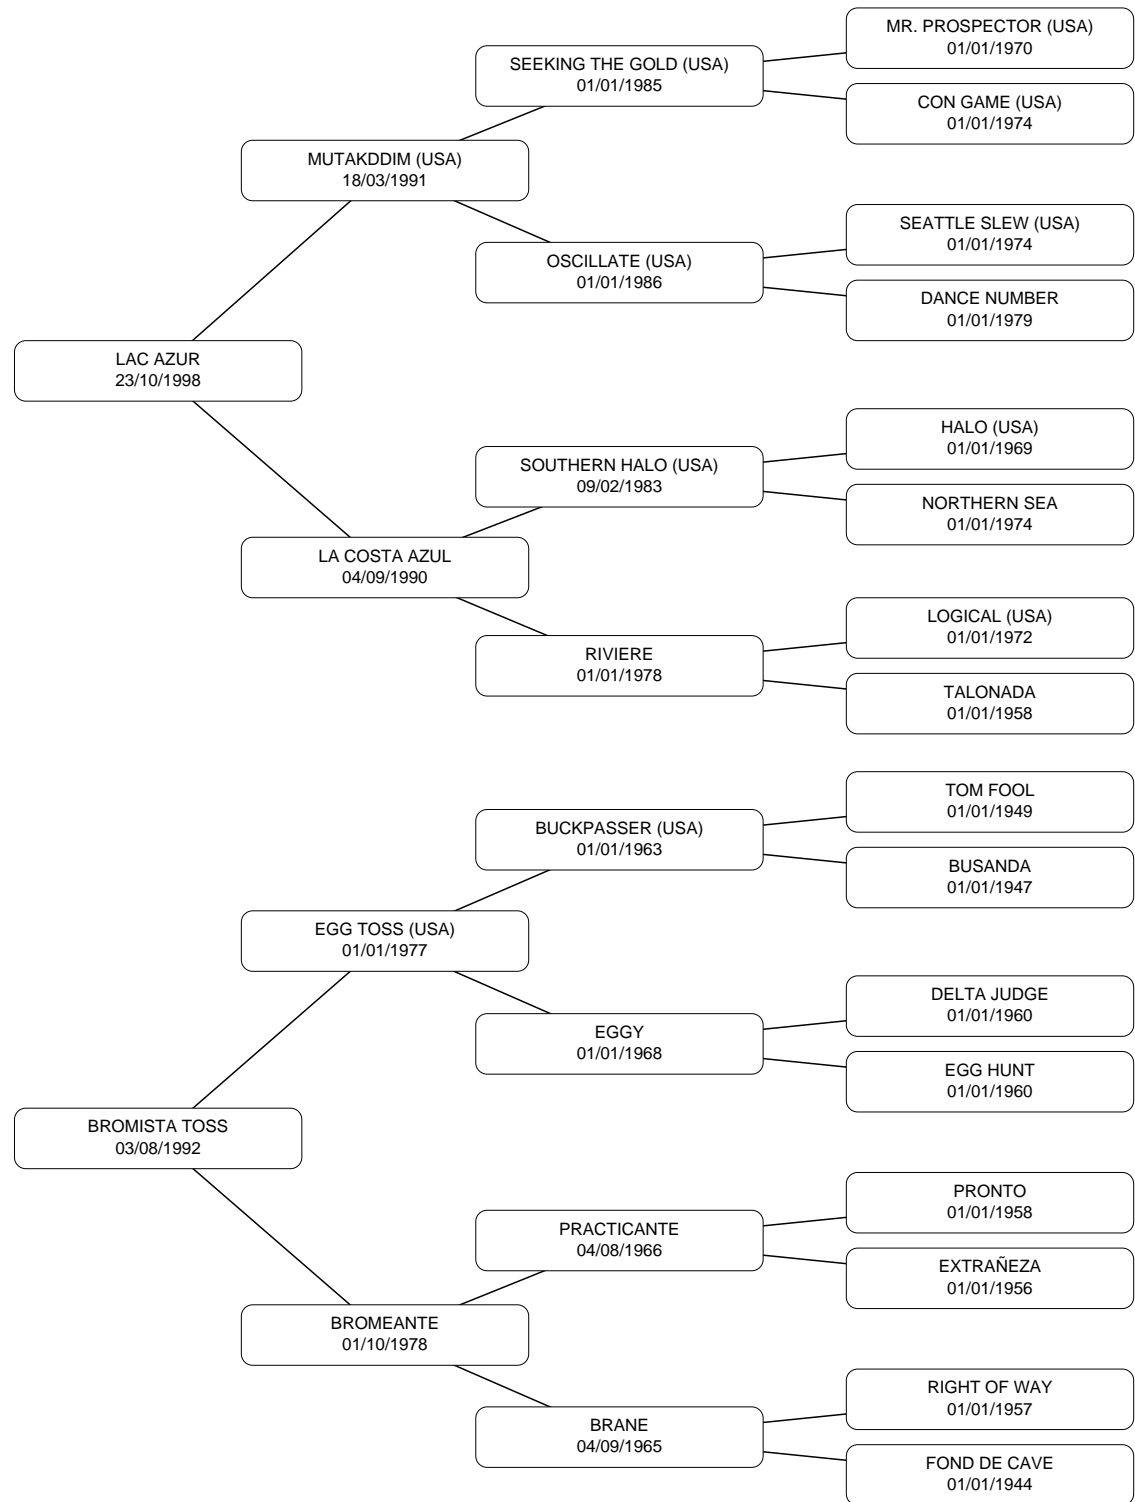 MR. PROSPECTOR (USA)
01/01/1970
SEEKING THE GOLD (USA)
01/01/1985
CON GAME (USA)
01/01/1974
MUTAKDDIM (USA)
18/03/1991
SEATTLE SLEW (USA)
01/01/1974
OSCILLATE (USA)
01/01/1986
DANCE NUMBER
01/01/1979
LAC AZUR
23/10/1998
HALO (USA)
01/01/1969
SOUTHERN HALO (USA)
09/02/1983
NORTHERN SEA
01/01/1974
LA COSTA AZUL
04/09/1990
LOGICAL (USA)
01/01/1972
RIVIERE
01/01/1978
TALONADA
01/01/1958
TOM FOOL
01/01/1949
BUCKPASSER (USA)
01/01/1963
BUSANDA
01/01/1947
EGG TOSS (USA)
01/01/1977
DELTA JUDGE
01/01/1960
EGGY
01/01/1968
EGG HUNT
01/01/1960
BROMISTA TOSS
03/08/1992
PRONTO
01/01/1958
PRACTICANTE
04/08/1966
EXTRAÑEZA
01/01/1956
BROMEANTE
01/10/1978
RIGHT OF WAY
01/01/1957
BRANE
04/09/1965
FOND DE CAVE
01/01/1944